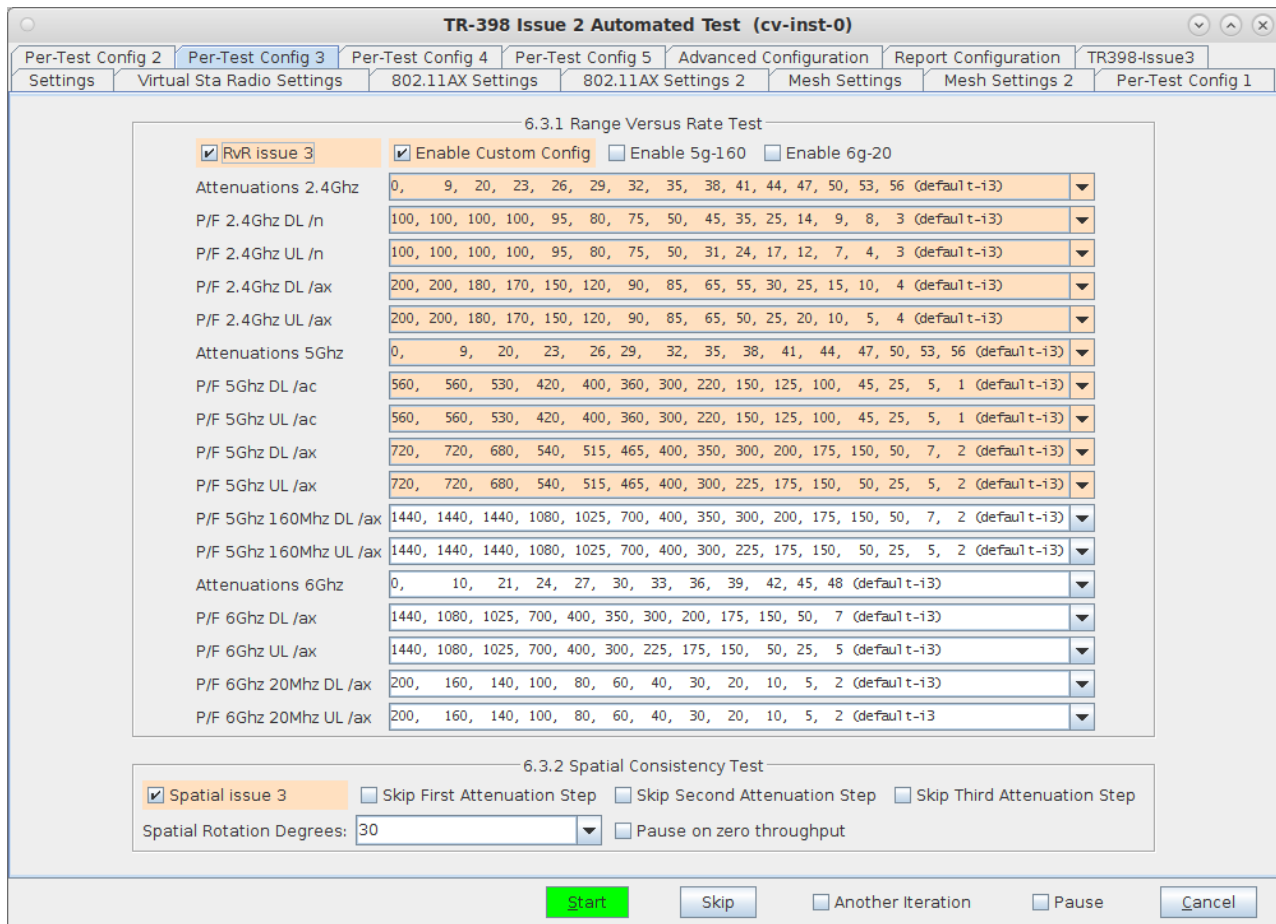 TR-398 Issue 2 Automated Test  (cv-inst-0)
Per-Test Config 2 Per-Test Config 3 Per-Test Config 4 Per-Test Config 5 Advanced Configuration Report Configuration TR398-Issue3
Settings Virtual Sta Radio Settings 802.11AX Settings 802.11AX Settings 2 Mesh Settings Mesh Settings 2 Per-Test Config 1
6.3.1 Range Versus Rate Test
RvR issue 3 Enable Custom Config Enable 5g-160 Enable 6g-20
Attenuations 2.4Ghz 0, 9, 20, 23, 26, 29, 32, 35, 38, 41, 44, 47, 50, 53, 56 (default-i3)
P/F 2.4Ghz DL /n 100, 100, 100, 100, 95, 80, 75, 50, 45, 35, 25, 14, 9, 8, 3 (default-i3)
P/F 2.4Ghz UL /n 100, 100, 100, 100, 95, 80, 75, 50, 31, 24, 17, 12, 7, 4, 3 (default-i3)
P/F 2.4Ghz DL /ax 200, 200, 180, 170, 150, 120, 90, 85, 65, 55, 30, 25, 15, 10, 4 (default-i3)
P/F 2.4Ghz UL /ax 200, 200, 180, 170, 150, 120, 90, 85, 65, 50, 25, 20, 10, 5, 4 (default-i3)
Attenuations 5Ghz 0, 9, 20, 23, 26, 29, 32, 35, 38, 41, 44, 47, 50, 53, 56 (default-i3)
P/F 5Ghz DL /ac 560, 560, 530, 420, 400, 360, 300, 220, 150, 125, 100, 45, 25, 5, 1 (default-i3)
P/F 5Ghz UL /ac 560, 560, 530, 420, 400, 360, 300, 220, 150, 125, 100, 45, 25, 5, 1 (default-i3)
P/F 5Ghz DL /ax 720, 720, 680, 540, 515, 465, 400, 350, 300, 200, 175, 150, 50, 7, 2 (default-i3)
P/F 5Ghz UL /ax 720, 720, 680, 540, 515, 465, 400, 300, 225, 175, 150, 50, 25, 5, 2 (default-i3)
P/F 5Ghz 160Mhz DL /ax 1440, 1440, 1440, 1080, 1025, 700, 400, 350, 300, 200, 175, 150, 50, 7, 2 (default-i3)
P/F 5Ghz 160Mhz UL /ax 1440, 1440, 1440, 1080, 1025, 700, 400, 300, 225, 175, 150, 50, 25, 5, 2 (default-i3)
Attenuations 6Ghz 0, 10, 21, 24, 27, 30, 33, 36, 39, 42, 45, 48 (default-i3)
P/F 6Ghz DL /ax 1440, 1080, 1025, 700, 400, 350, 300, 200, 175, 150, 50, 7 (default-i3)
P/F 6Ghz UL /ax 1440, 1080, 1025, 700, 400, 300, 225, 175, 150, 50, 25, 5 (default-i3)
P/F 6Ghz 20Mhz DL /ax 200, 160, 140, 100, 80, 60, 40, 30, 20, 10, 5, 2 (default-i3)
P/F 6Ghz 20Mhz UL /ax 200, 160, 140, 100, 80, 60, 40, 30, 20, 10, 5, 2 (default-i3
6.3.2 Spatial Consistency Test
Spatial issue 3 Skip First Attenuation Step Skip Second Attenuation Step Skip Third Attenuation Step
Spatial Rotation Degrees: 30 Pause on zero throughput
Start Skip Another Iteration Pause Cancel